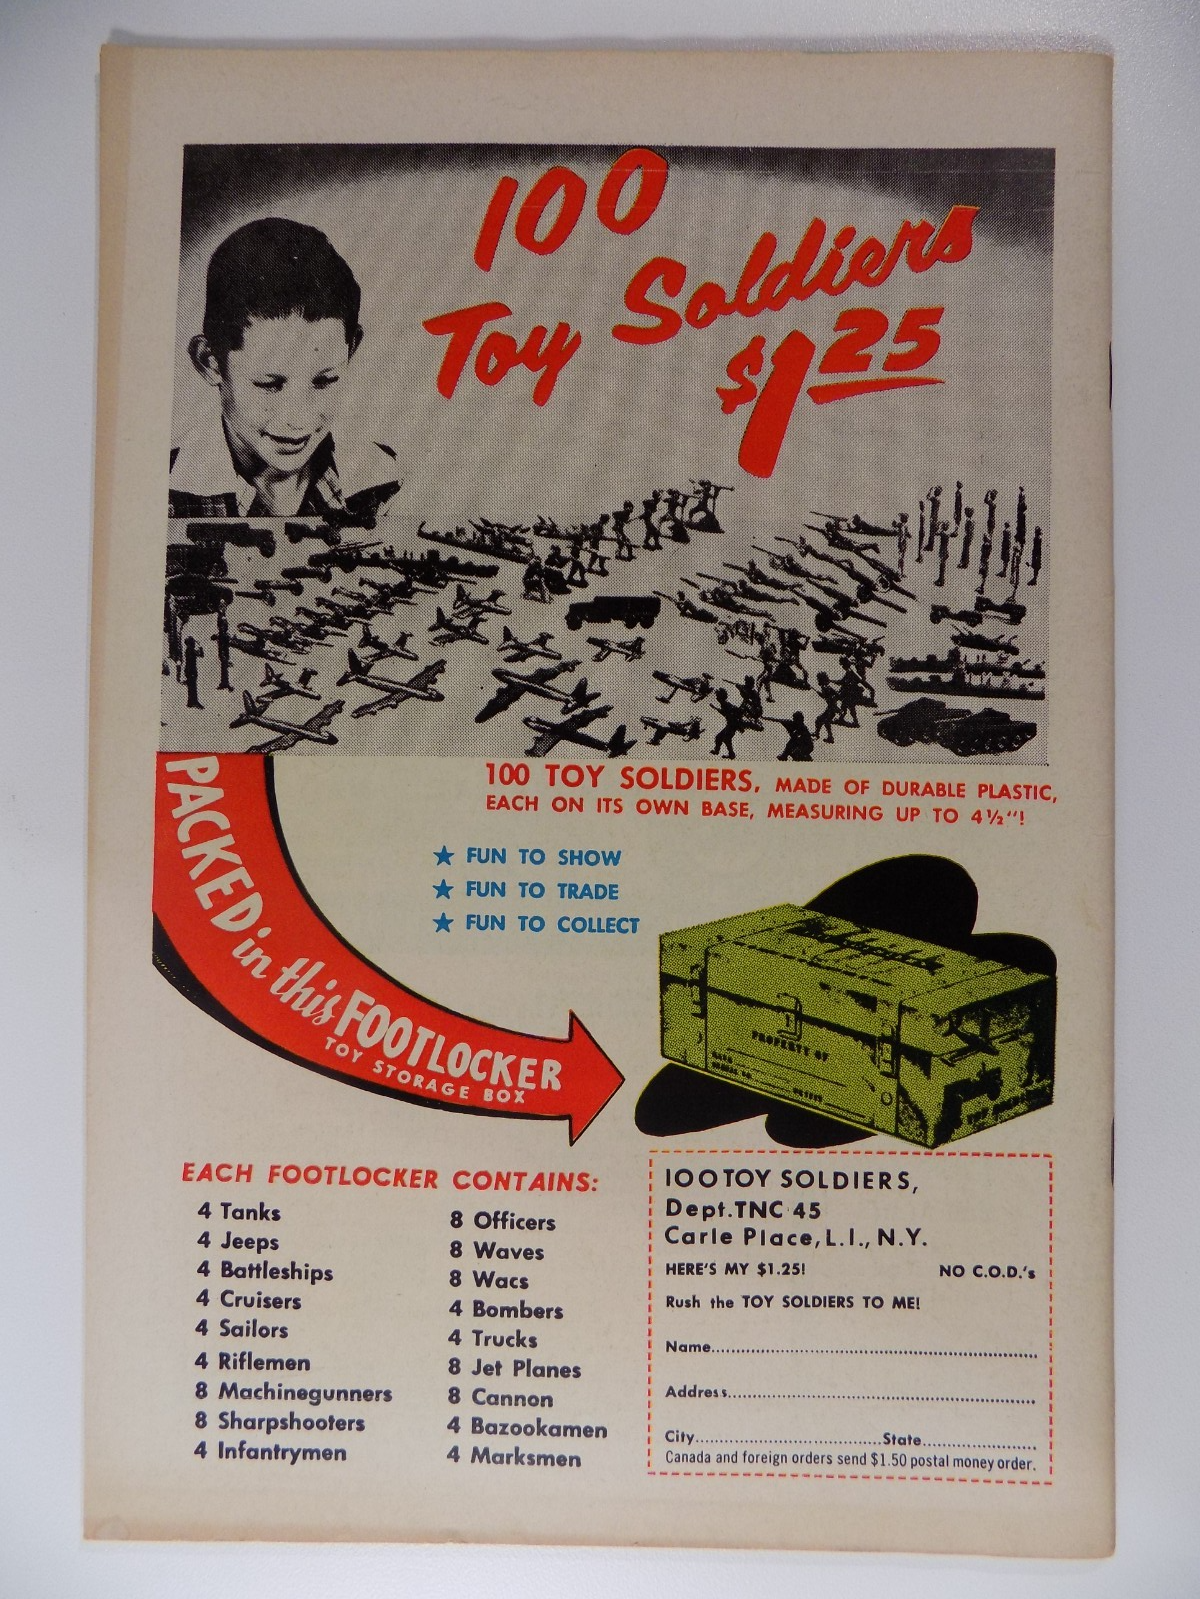 100
Toy Soldiers
$1 25
100 TOY SOLDIERS, MADE OF DURABLE PLASTIC,
EACH ON ITS OWN BASE, MEASURING UP TO 4½"!
PACKED in this FOOTLOCKER
TOY STORAGE BOX
★ FUN TO SHOW
★ FUN TO TRADE
★ FUN TO COLLECT
PROPERTY OF
EACH FOOTLOCKER CONTAINS:
4 Tanks
4 Jeeps
4 Battleships
4 Cruisers
4 Sailors
4 Riflemen
8 Machinegunners
8 Sharpshooters
4 Infantrymen
8 Officers
8 Waves
8 Wacs
4 Bombers
4 Trucks
8 Jet Planes
8 Cannon
4 Bazookamen
4 Marksmen
100 TOY SOLDIERS,
Dept. TNC 45
Carle Place, L.I., N.Y.
HERE'S MY $1.25! NO C.O.D.'s
Rush the TOY SOLDIERS TO ME!
Name
Address
City State
Canada and foreign orders send $1.50 postal money order.